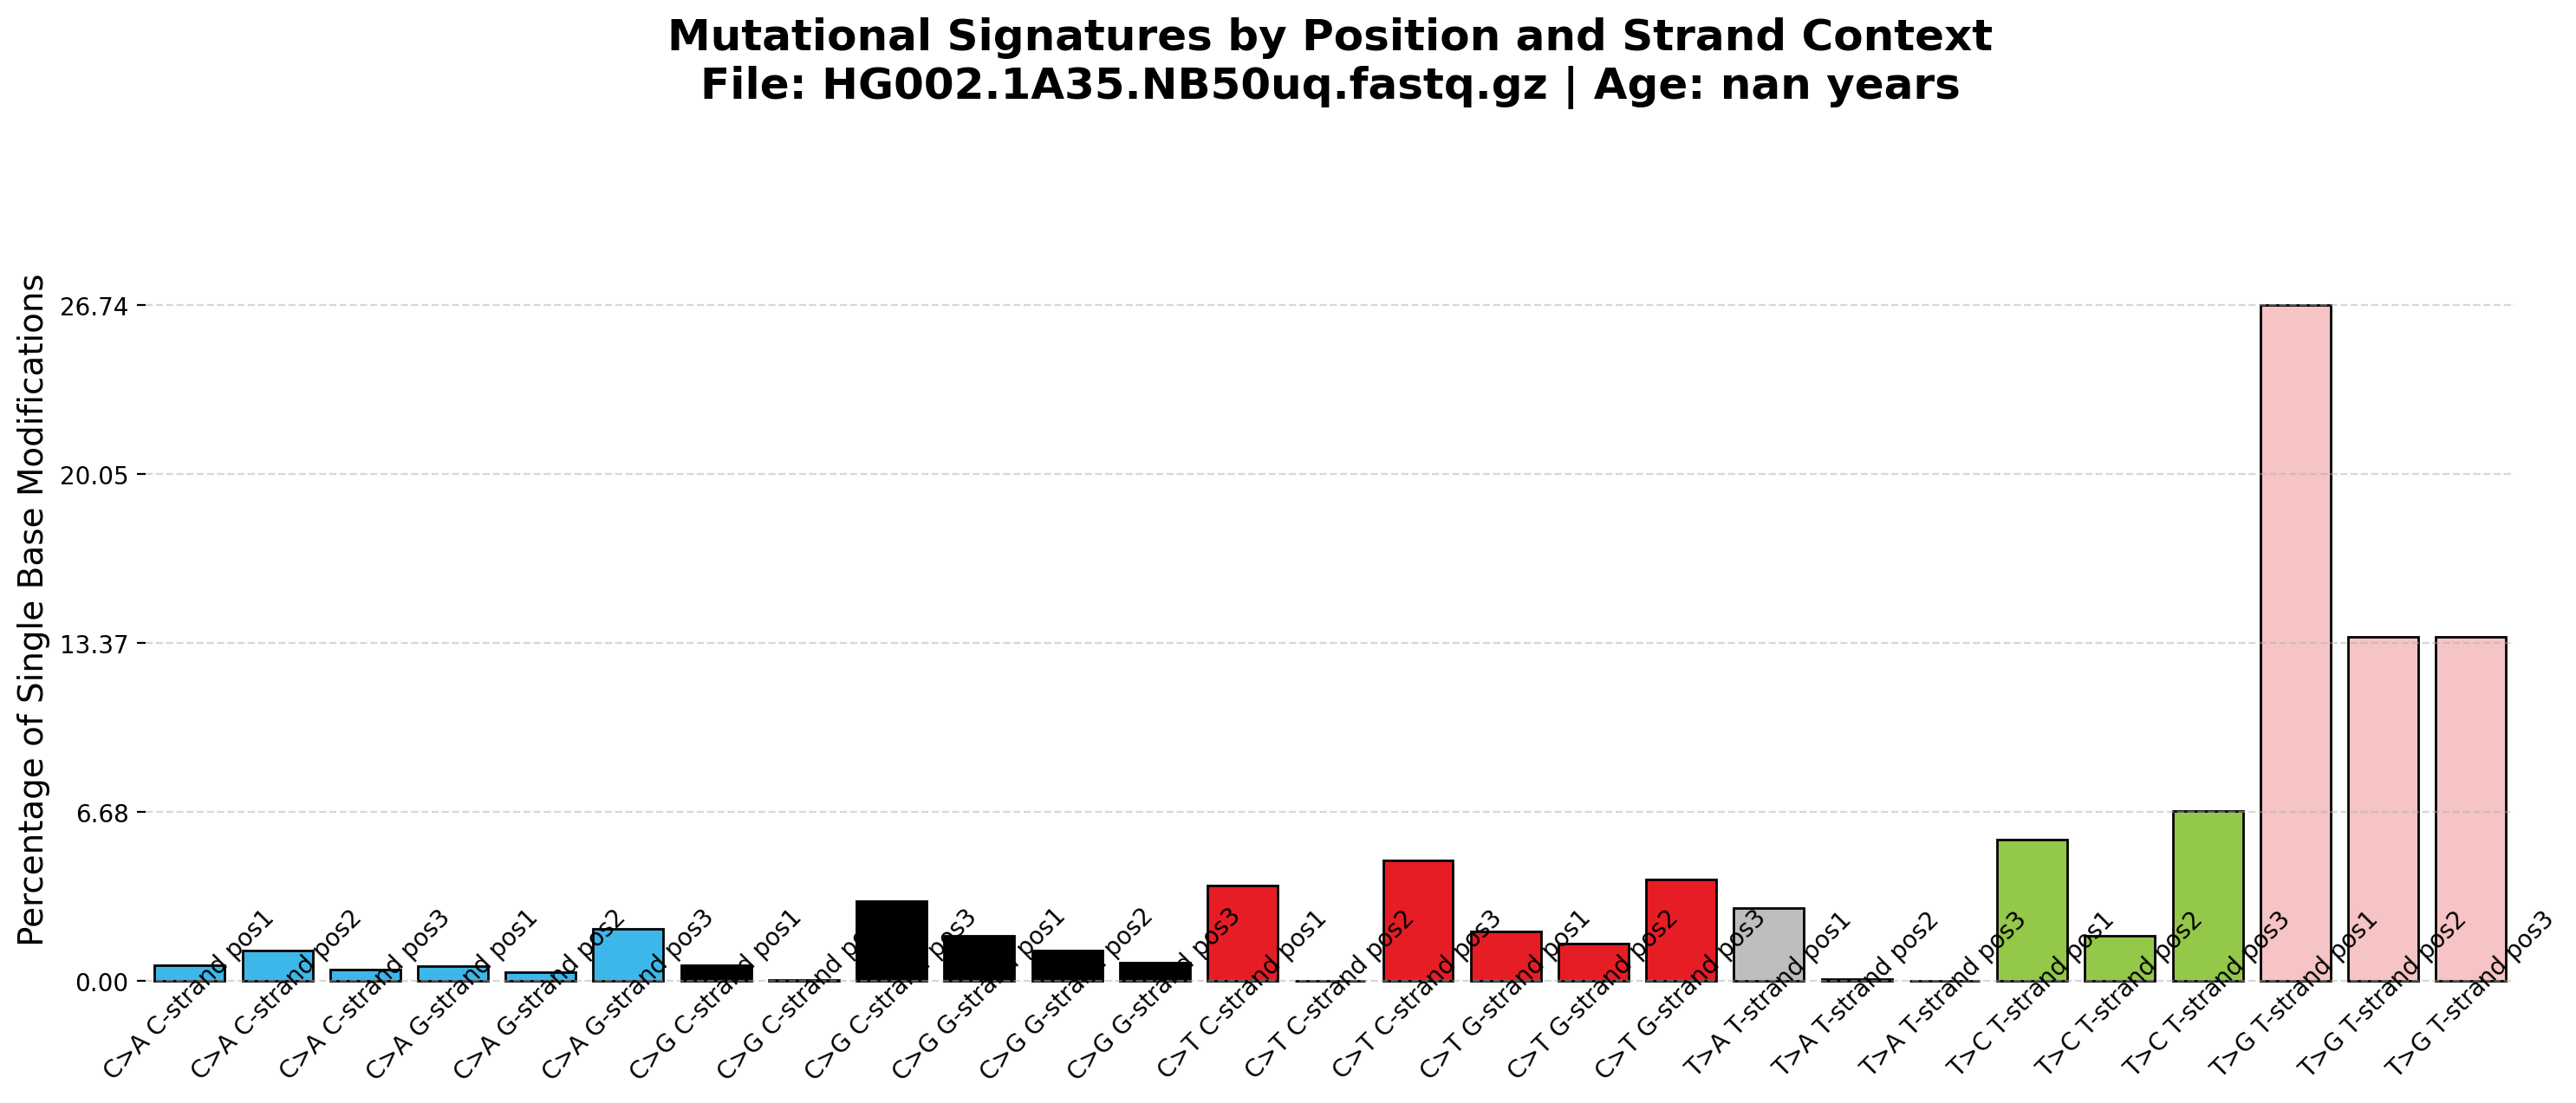 Mutational Signatures by Position and Strand Context
File: HG002.1A35.NB50uq.fastq.gz | Age: nan years
Percentage of Single Base Modifications
26.74
20.05
13.37
6.68
0.00
C>A C-strand pos1
C>A C-strand pos2
C>A C-strand pos3
C>A G-strand pos1
C>A G-strand pos2
C>A G-strand pos3
C>G C-strand pos1
C>G C-strand pos2
C>G C-strand pos3
C>G G-strand pos1
C>G G-strand pos2
C>G G-strand pos3
C>T C-strand pos1
C>T C-strand pos2
C>T C-strand pos3
C>T G-strand pos1
C>T G-strand pos2
C>T G-strand pos3
T>A T-strand pos1
T>A T-strand pos2
T>A T-strand pos3
T>C T-strand pos1
T>C T-strand pos2
T>C T-strand pos3
T>G T-strand pos1
T>G T-strand pos2
T>G T-strand pos3